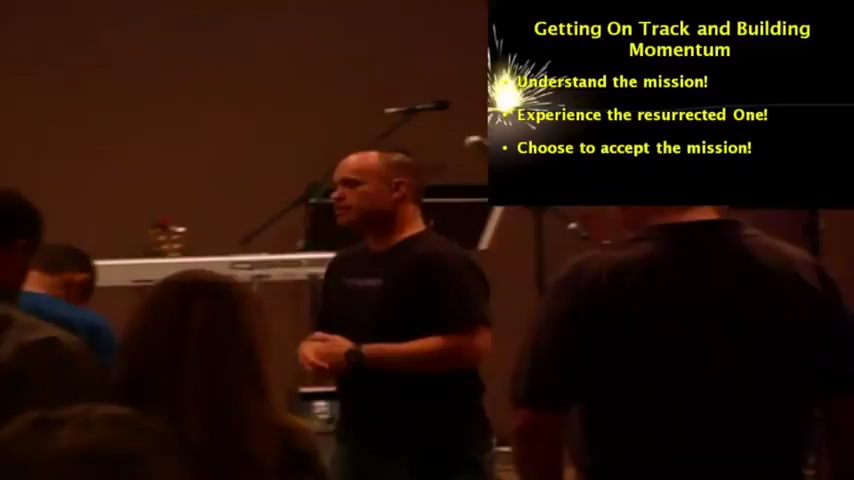 Getting On Track and Building
Momentum
• Understand the mission!
• Experience the resurrected One!
• Choose to accept the mission!